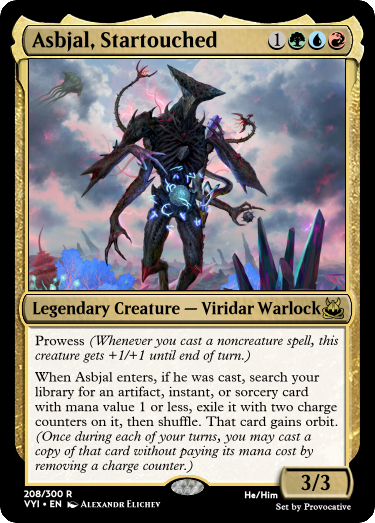 Asbjal, Startouched 1
Legendary Creature — Viridar Warlock
Prowess (Whenever you cast a noncreature spell, this
creature gets +1/+1 until end of turn.)
When Asbjal enters, if he was cast, search your
library for an artifact, instant, or sorcery card
with mana value 1 or less, exile it with two charge
counters on it, then shuffle. That card gains orbit.
(Once during each of your turns, you may cast a
copy of that card without paying its mana cost by
removing a charge counter.)
3/3
208/300 R
VYI • EN Alexandr Elichev
He/Him
Set by Provocative